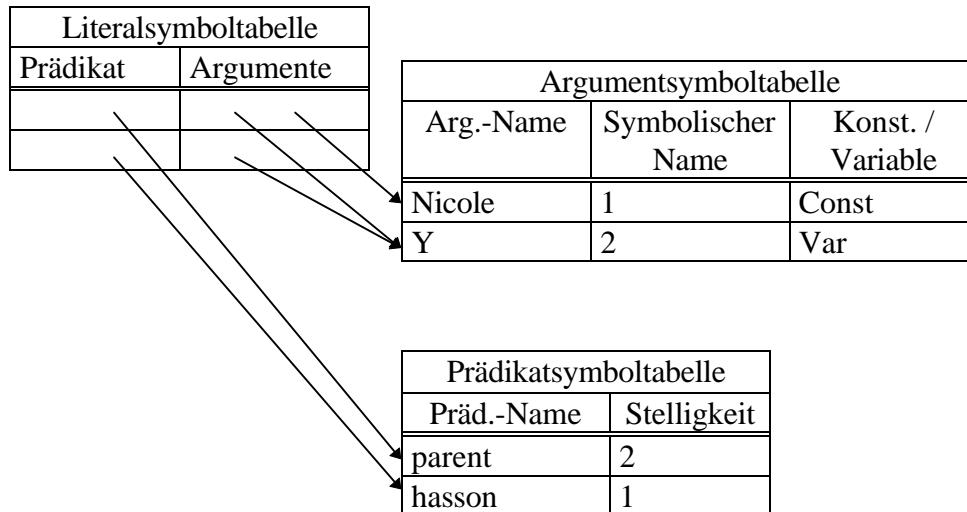 Literalsymboltabelle
Prädikat Argumente
Argumentsymboltabelle
Arg.-Name Symbolischer Name Konst. / Variable
Nicole 1 Const
Y 2 Var
Prädikatsymboltabelle
Präd.-Name Stelligkeit
parent 2
hasson 1